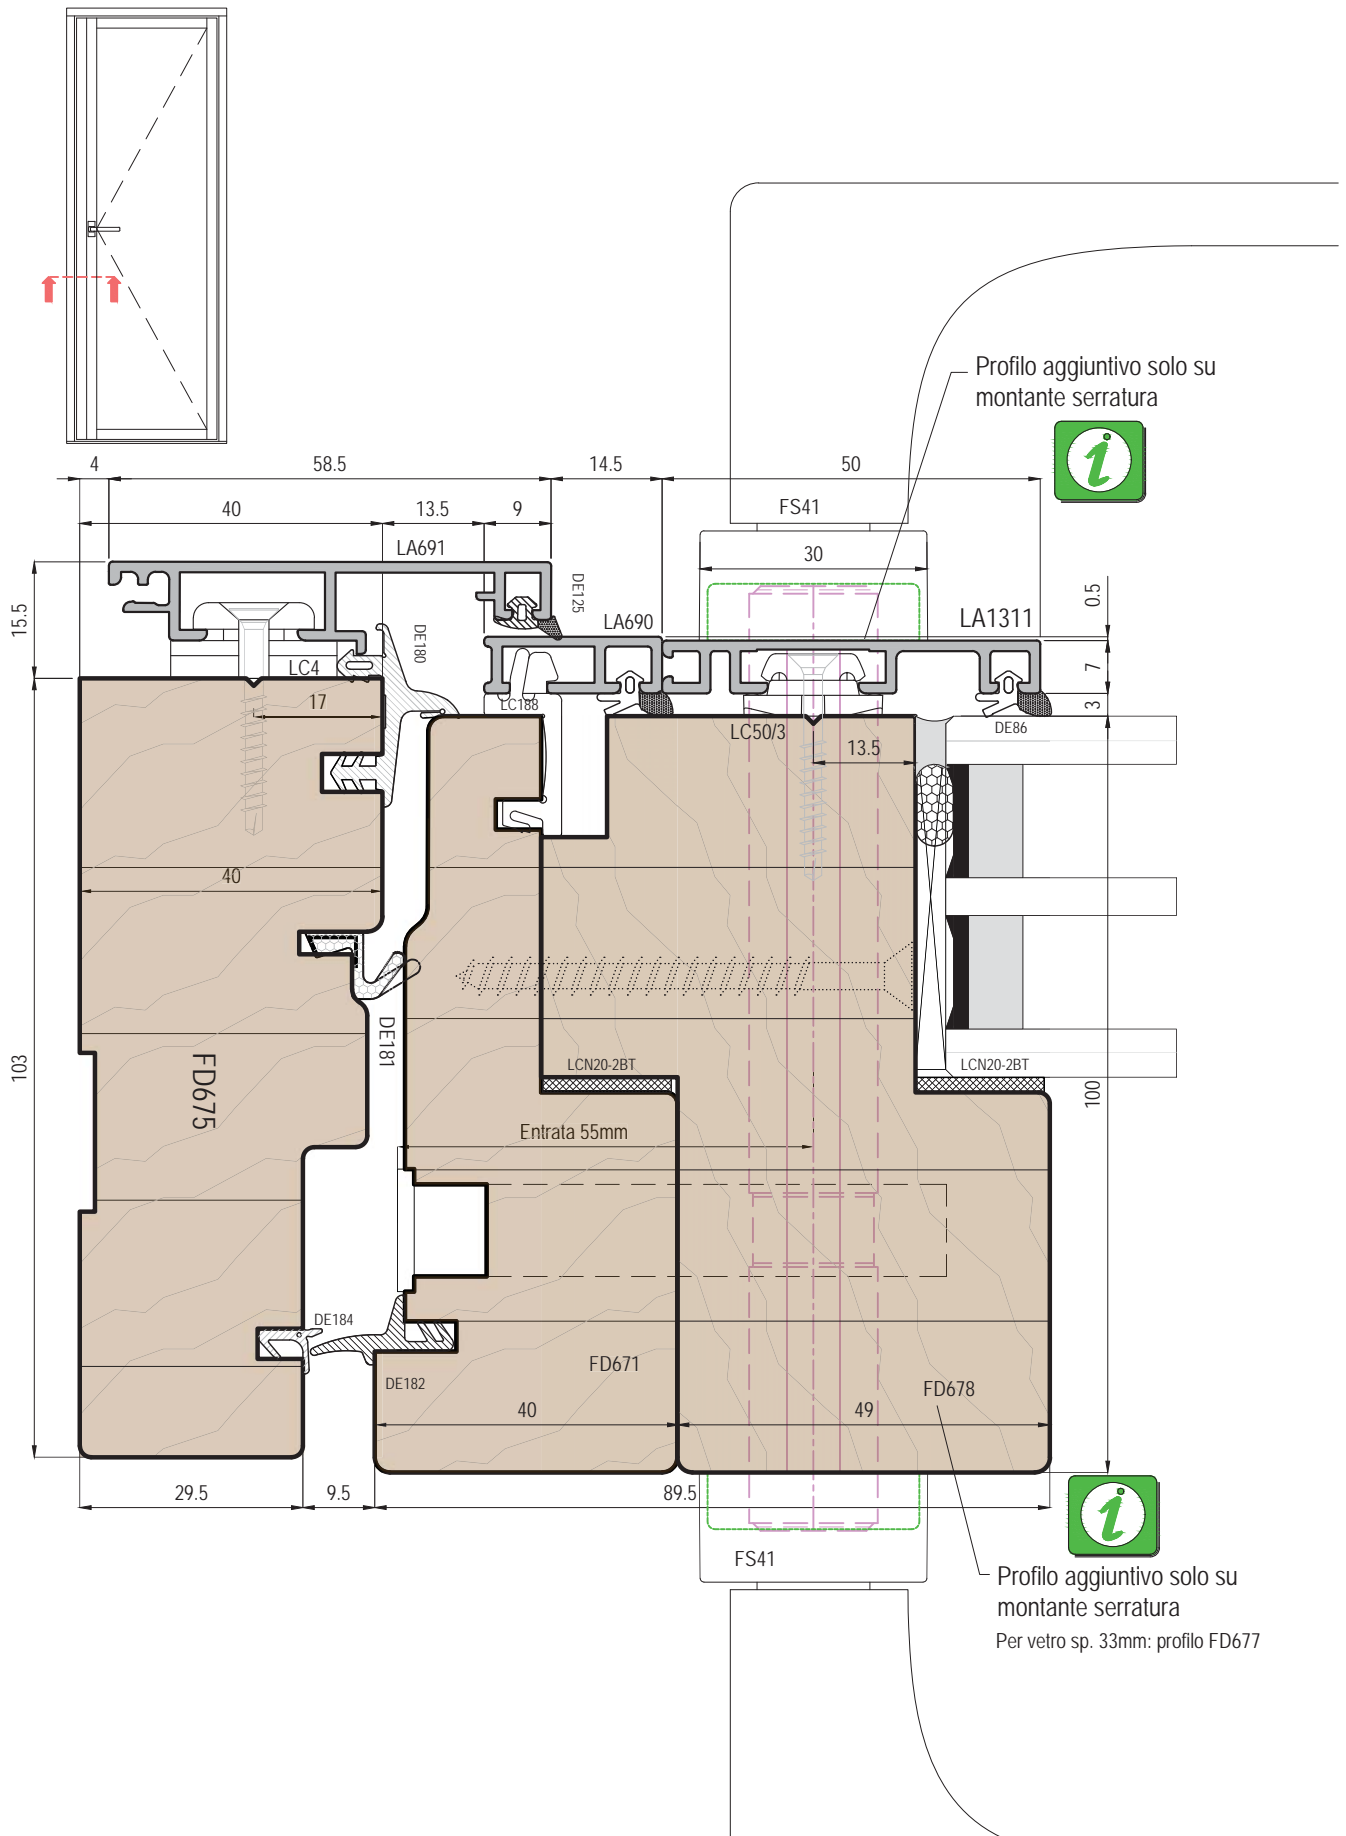 Profilo aggiuntivo solo su
montante serratura
i
4
58.5
14.5
50
40
13.5
9
FS41
LA691
30
DE125
15.5
LA690
LA1311
0.5
DE180
LC4
7
17
LC188
3
LC50/3
DE86
13.5
40
103
FD675
DE181
LCN20-2BT
LCN20-2BT
100
Entrata 55mm
DE184
DE182
FD671
FD678
40
49
29.5
9.5
89.5
i
FS41
Profilo aggiuntivo solo su
montante serratura
Per vetro sp. 33mm: profilo FD677